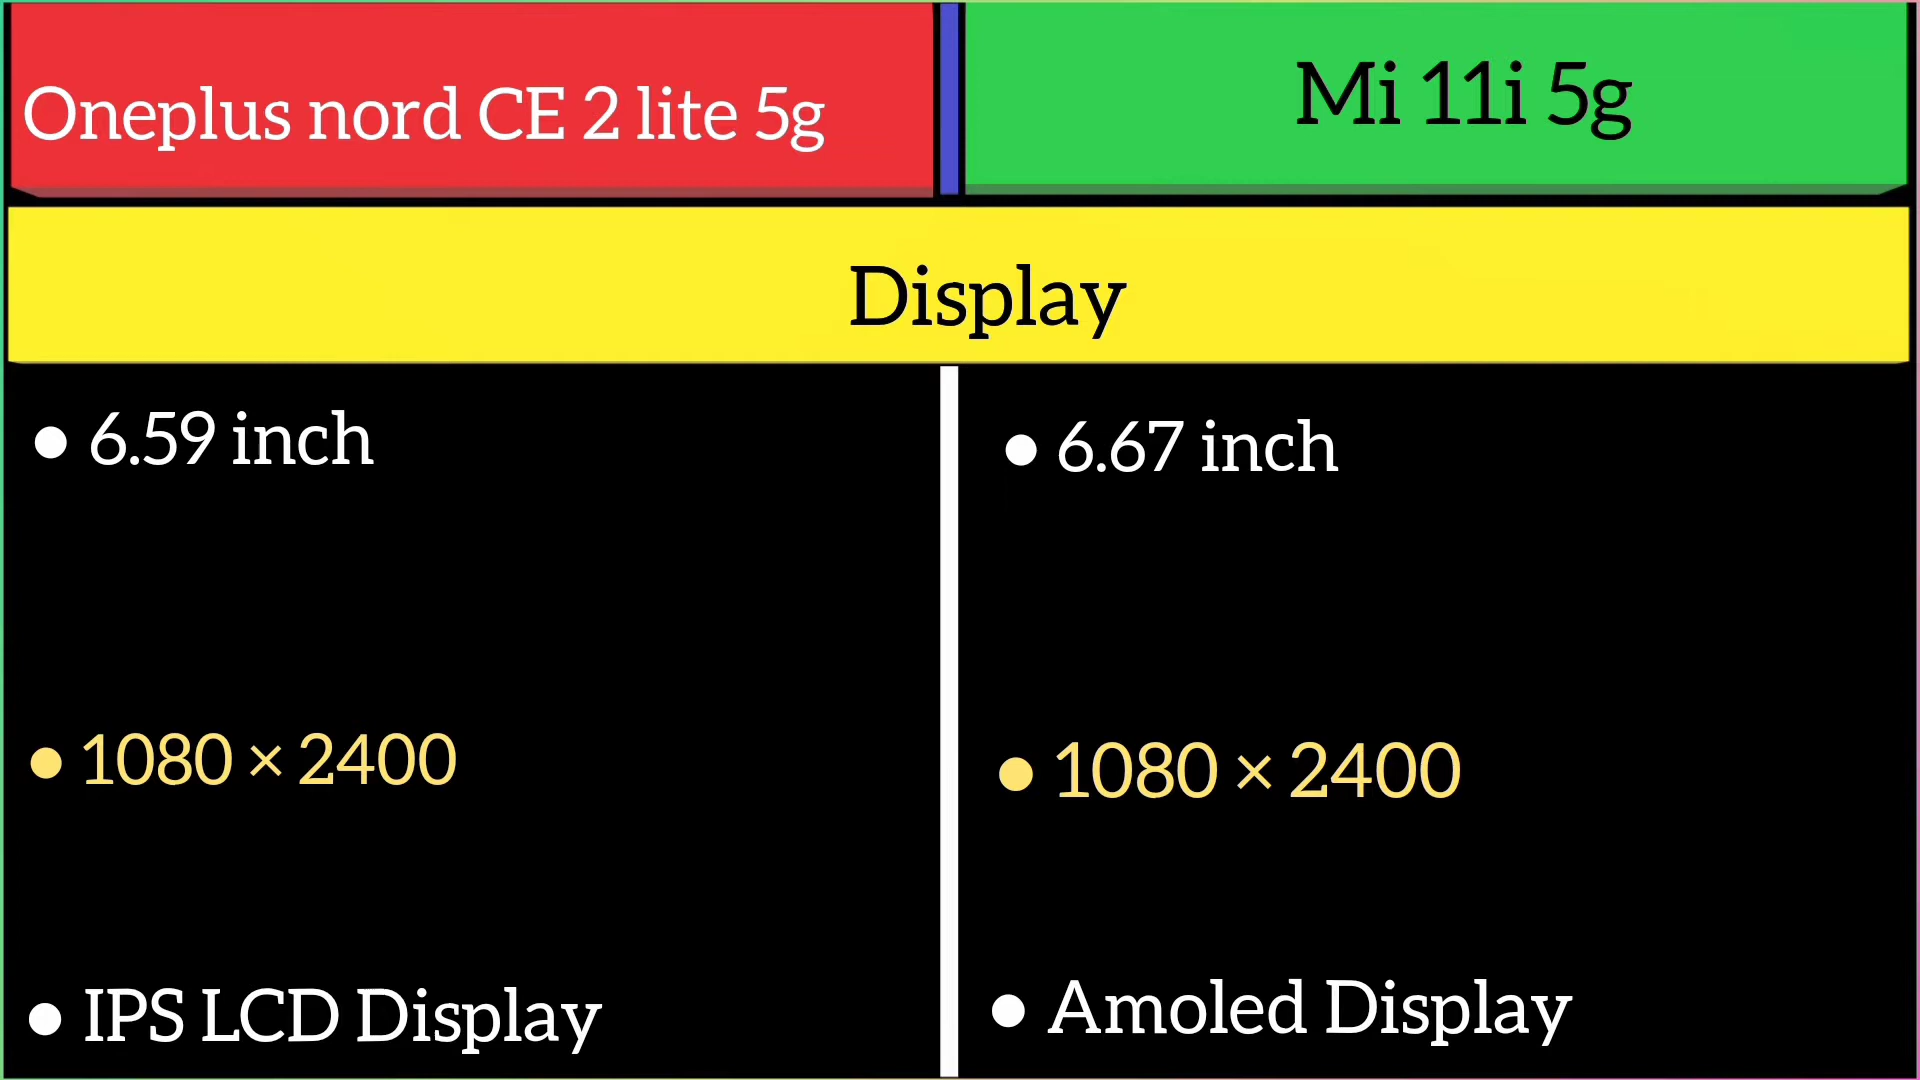 Oneplus nord CE 2 lite 5g
Mi 11i 5g
Display
• 6.59 inch
• 6.67 inch
• 1080 × 2400
• 1080 × 2400
• IPS LCD Display
• Amoled Display